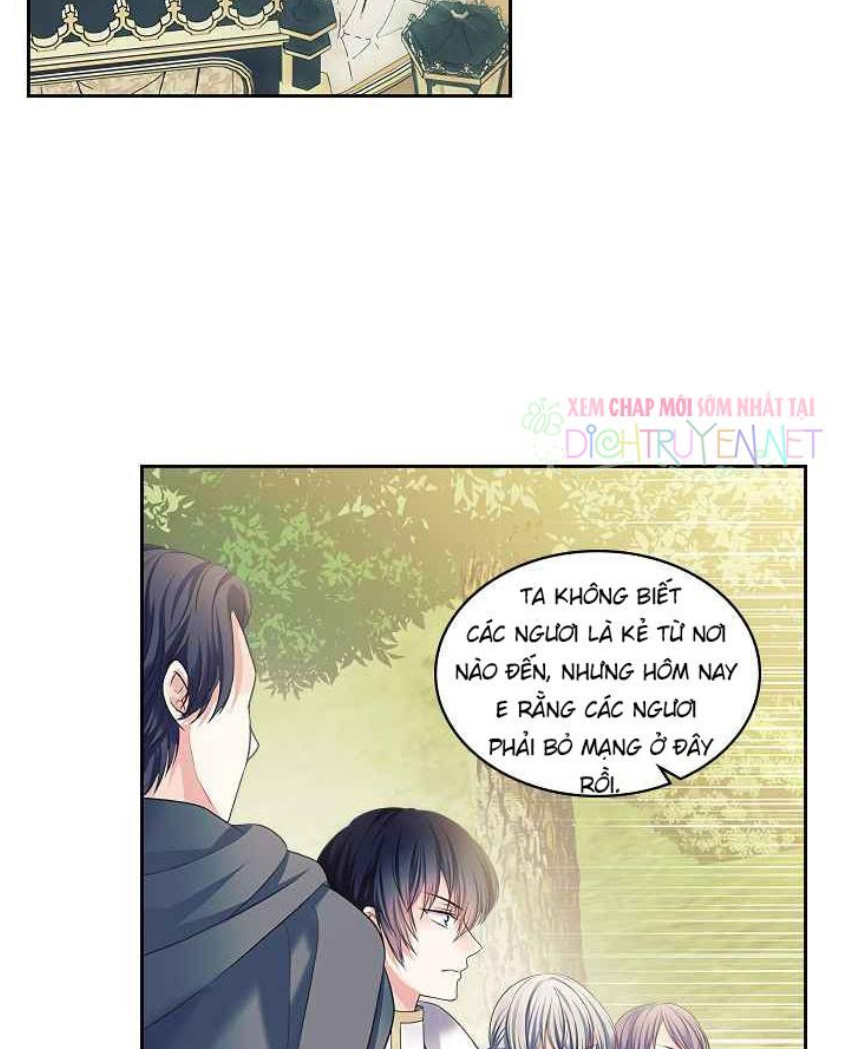 XEM CHAP MỚI SỚM NHẤT TẠI
DICHTRUYEN.NET
TA KHÔNG BIẾT
CÁC NGƯƠI LÀ KẺ TỪ NƠI
NÀO ĐẾN, NHƯNG HÔM NAY
E RẰNG CÁC NGƯƠI
PHẢI BỎ MẠNG Ở ĐÂY
RỒI.